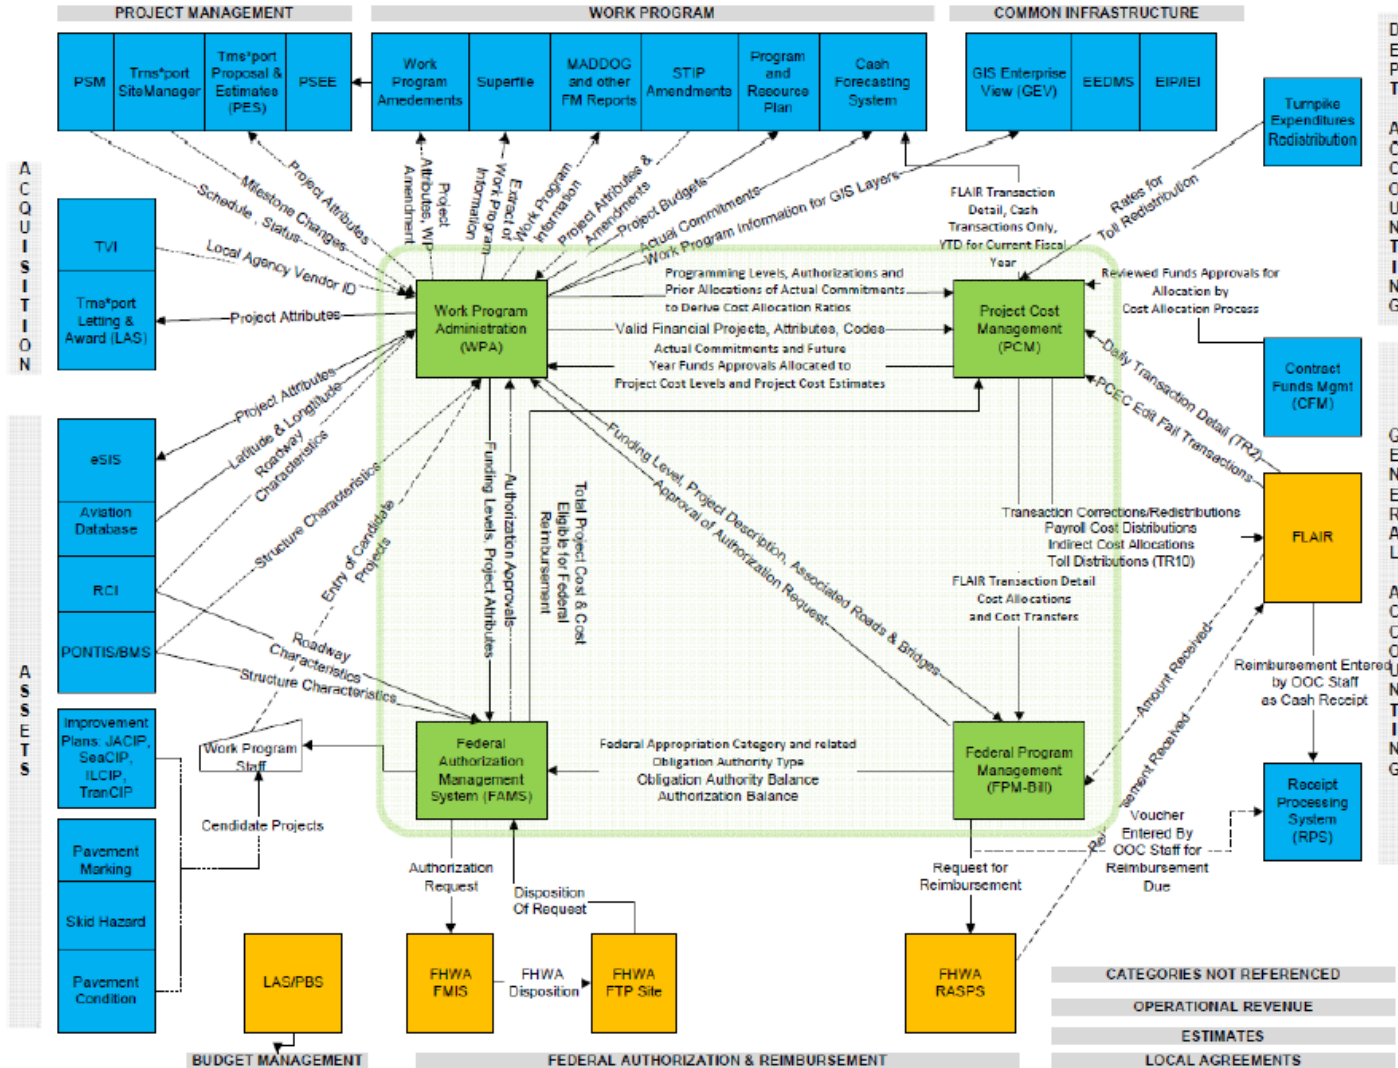 PROJECT MANAGEMENT
WORK PROGRAM
COMMON INFRASTRUCTURE
PSM
Trns*port
SiteManager
Trns*port
Proposal &
Estimates
(PES)
PSEE
Work
Program
Amedements
Superfile
MADDOG
and other
FM Reports
STIP
Amendments
Program
and
Resource
Plan
Cash
Forecasting
System
GIS Enterprise
View (GEV)
EEDMS
EIP/IEI
Turnpike
Expenditures
Redistribution
DEPT ACCOUNTING
ACQUISITION
TVI
Trns*port
Letting &
Award (LAS)
Project Attributes
Milestone Changes
Schedule , Status
Local Agency Vendor ID
Project Attributes
Project
Attributes, WP
Amendment
Extract of
Work Program
Information
Work Program
Information
Project Attributes &
Amendments
Project Budgets
Actual Commitments
Work Program Information for GIS Layers
FLAIR Transaction
Detail, Cash
Transactions Only,
YTD for Current Fiscal
Year
Rates for
Toll Redistribution
Reviewed Funds Approvals for
Allocation by
Cost Allocation Process
Work Program
Administration
(WPA)
Programming Levels, Authorizations and
Prior Allocations of Actual Commitments
to Derive Cost Allocation Ratios
Valid Financial Projects, Attributes, Codes
Actual Commitments and Future
Year Funds Approvals Allocated to
Project Cost Levels and Project Cost Estimates
Project Cost
Management
(PCM)
Daily Transaction Detail (TR2)
PCEC Edit Fail Transactions
Contract
Funds Mgmt
(CFM)
ASSETS
eSIS
Aviation
Database
RCI
PONTIS/BMS
Project Attributes
Latitude & Longtitude
Roadway
Characteristics
Structure Characteristics
Entry of Candidate
Projects
Roadway
Characteristics
Structure Characteristics
Funding Levels, Project Attributes
Authorization Approvals
Total Project Cost & Cost
Eligible for Federal
Reimbursement
Funding Level, Project Description, Associated Roads & Bridges
Approval of Authorization Request
Transaction Corrections/Redistributions
Payroll Cost Distributions
Indirect Cost Allocations
Toll Distributions (TR10)
FLAIR Transaction Detail
Cost Allocations
and Cost Transfers
FLAIR
GENERAL ACCOUNTING
Amount Received
Reimbursement Entered
by OOC Staff
as Cash Receipt
Improvement
Plans: JACIP,
SeaCIP,
ILCIP,
TranCIP
Work Program
Staff
Federal
Authorization
Management
System (FAMS)
Federal Appropriation Category and related
Obligation Authority Type
Obligation Authority Balance
Authorization Balance
Federal Program
Management
(FPM-Bill)
Receipt
Processing
System
(RPS)
Cendidate Projects
Pavement
Marking
Skid Hazard
Pavement
Condition
Authorization
Request
Disposition
Of Request
Request for
Reimbursement
Voucher
Entered By
OOC Staff for
Reimbursement
Due
LAS/PBS
FHWA
FMIS
FHWA
Disposition
FHWA
FTP Site
FHWA
RASPS
CATEGORIES NOT REFERENCED
OPERATIONAL REVENUE
ESTIMATES
BUDGET MANAGEMENT
FEDERAL AUTHORIZATION & REIMBURSEMENT
LOCAL AGREEMENTS